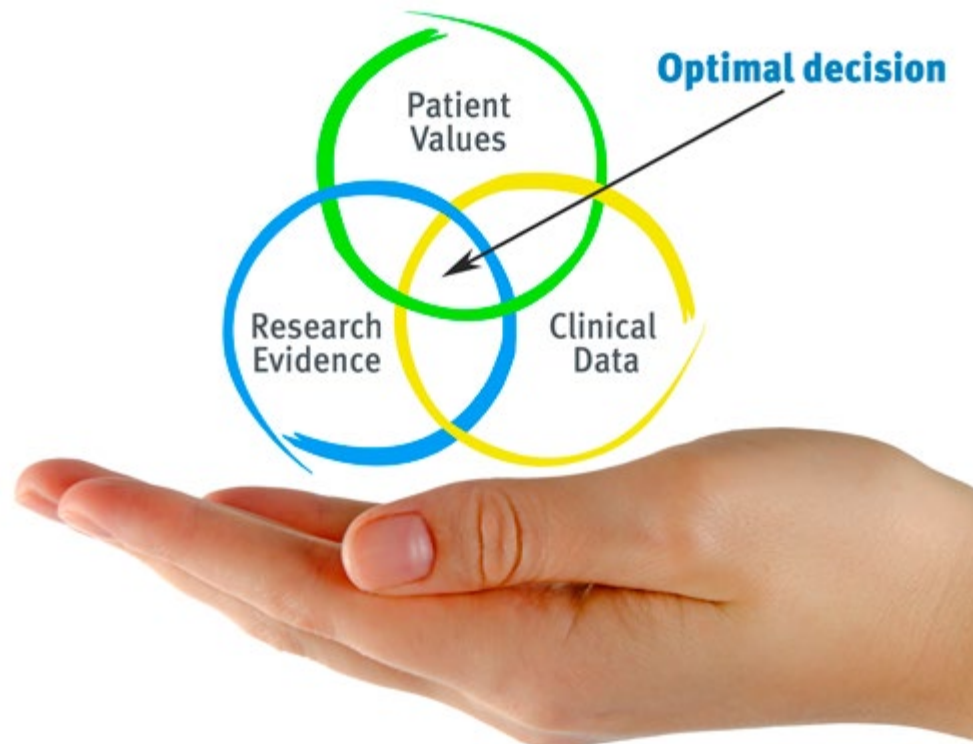 Optimal decision
Patient
Values
Research
Evidence
Clinical
Data